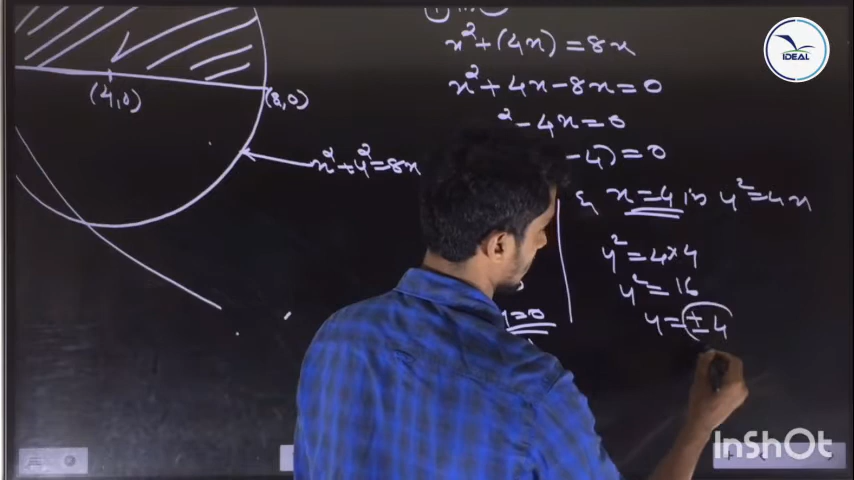 x² + (4x) = 8x
x² + 4x - 8x = 0
² - 4x = 0
- 4) = 0
(4,0)
(8,0)
x² + y² = 8x
x = 4 in y² = 4x
y² = 4 × 4
y² = 16
y = ± 4
y = 0
IDEAL
InShOt